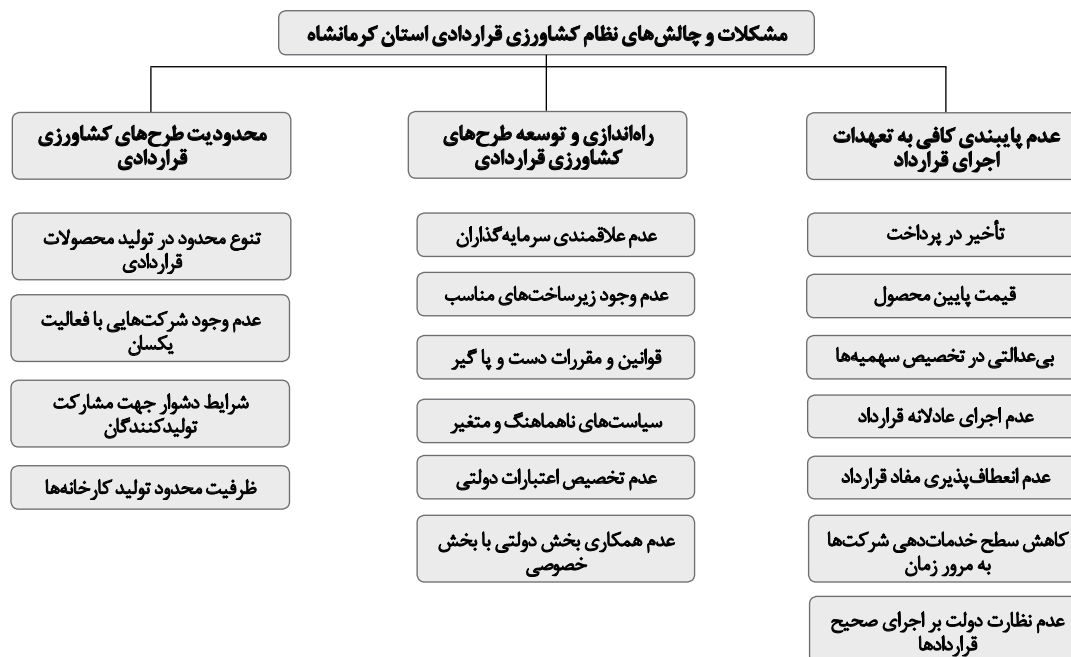 مشکلات و چالش‌های نظام کشاورزی قراردادی استان کرمانشاه
عدم پایبندی کافی به تعهدات
اجرای قرارداد
تأخیر در پرداخت
قیمت پایین محصول
بی‌عدالتی در تخصیص سهمیه‌ها
عدم اجرای عادلانه قرارداد
عدم انعطاف‌پذیری مفاد قرارداد
کاهش سطح خدمات‌دهی شرکت‌ها
به مرور زمان
عدم نظارت دولت بر اجرای صحیح
قراردادها
راه‌اندازی و توسعه طرح‌های
کشاورزی قراردادی
عدم علاقمندی سرمایه‌گذاران
عدم وجود زیرساخت‌های مناسب
قوانین و مقررات دست و پا گیر
سیاست‌های ناهماهنگ و متغیر
عدم تخصیص اعتبارات دولتی
عدم همکاری بخش دولتی با بخش
خصوصی
محدودیت طرح‌های کشاورزی
قراردادی
تنوع محدود در تولید محصولات
قراردادی
عدم وجود شرکت‌هایی با فعالیت
یکسان
شرایط دشوار جهت مشارکت
تولیدکنندگان
ظرفیت محدود تولید کارخانه‌ها